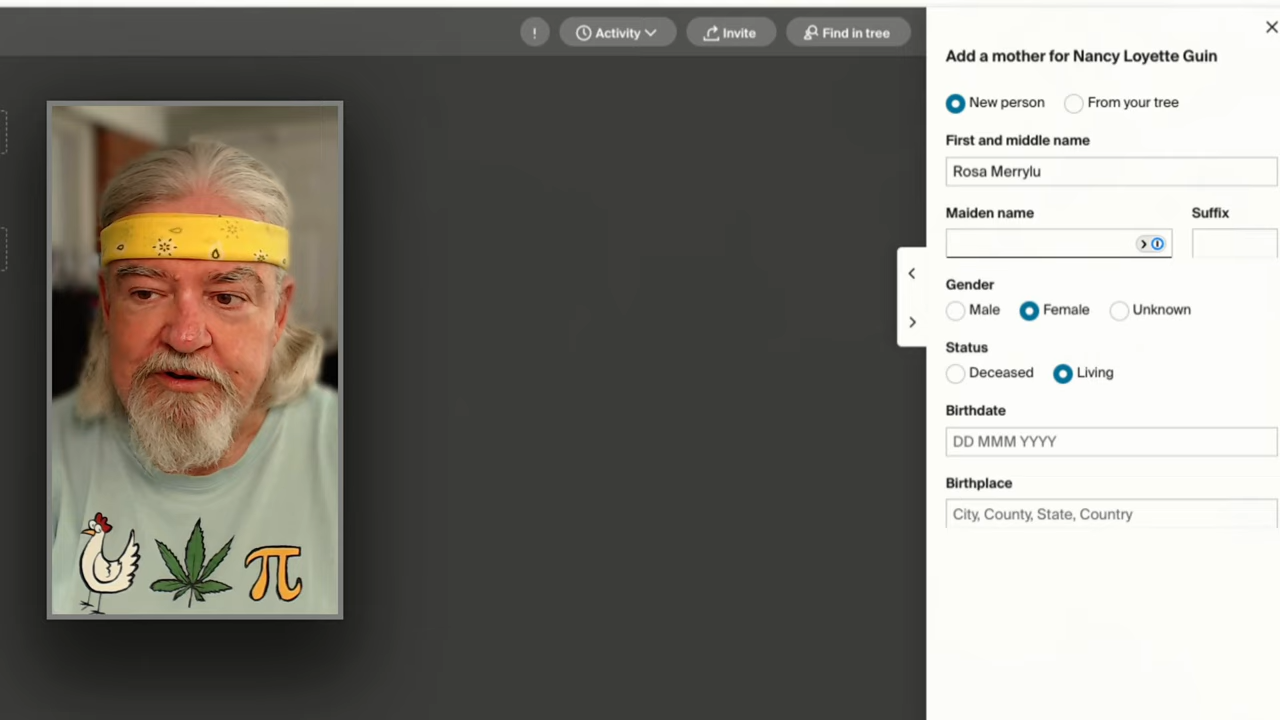 ! Activity Invite Find in tree
Add a mother for Nancy Loyette Guin
New person From your tree
First and middle name
Rosa Merrylu
Maiden name Suffix
Gender
Male Female Unknown
Status
Deceased Living
Birthdate
DD MMM YYYY
Birthplace
City, County, State, Country
π